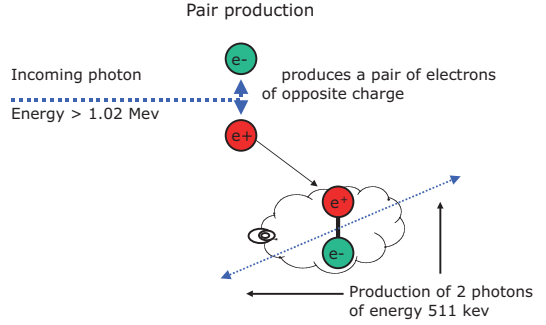 Pair production
e-
Incoming photon
produces a pair of electrons
of opposite charge
Energy > 1.02 Mev
e+
e+
e-
Production of 2 photons
of energy 511 kev